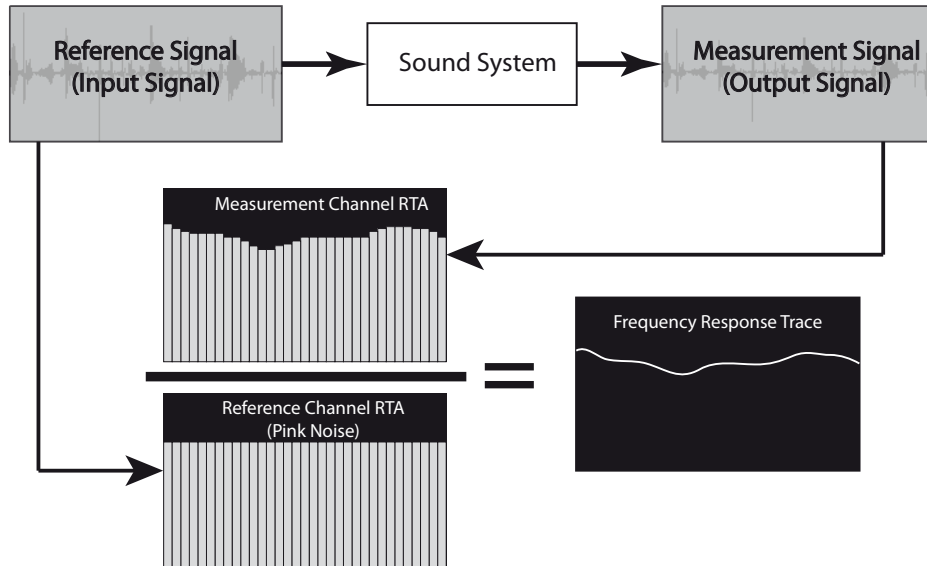 Reference Signal
(Input Signal)
Sound System
Measurement Signal
(Output Signal)
Measurement Channel RTA
Frequency Response Trace
Reference Channel RTA
(Pink Noise)